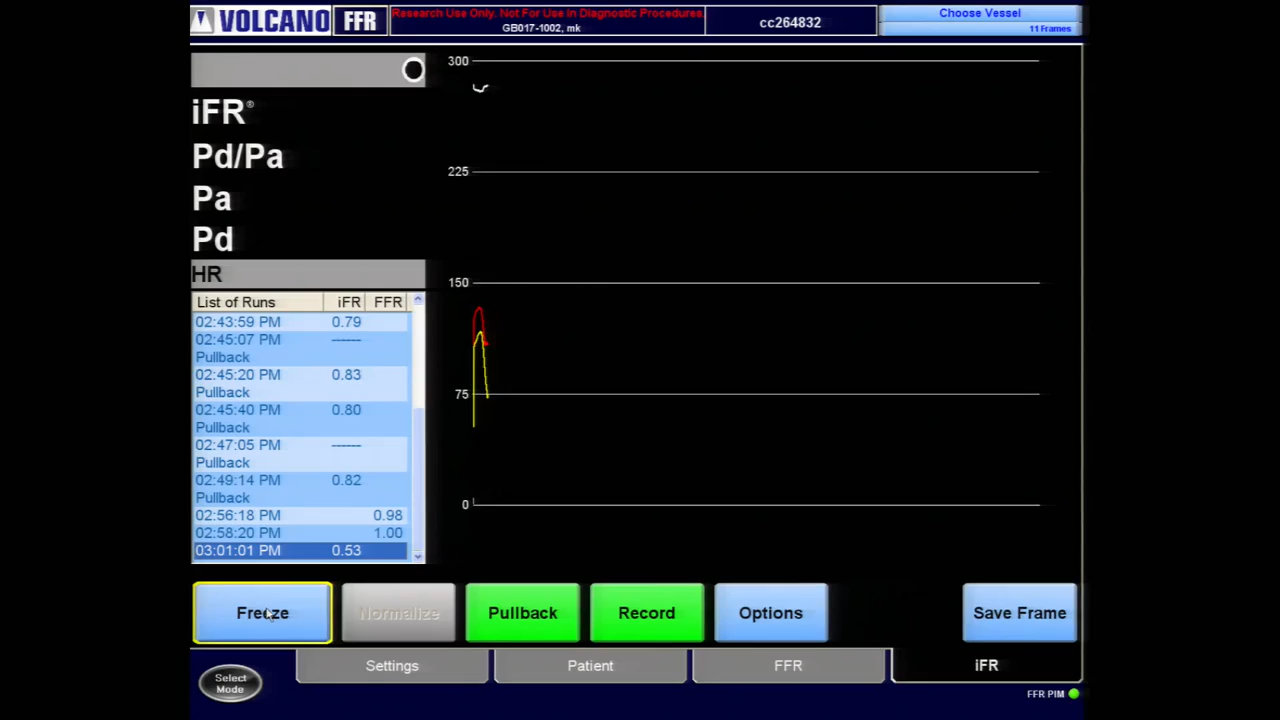 VOLCANO
FFR
Research Use Only. Not For Use In Diagnostic Procedures.
GB017-1002, mk
cc264832
Choose Vessel
11 Frames
iFR®
Pd/Pa
Pa
Pd
HR
List of Runs iFR FFR
02:43:59 PM 0.79
02:45:07 PM ------
Pullback
02:45:20 PM 0.83
Pullback
02:45:40 PM 0.80
Pullback
02:47:05 PM ------
Pullback
02:49:14 PM 0.82
Pullback
02:56:18 PM 0.98
02:58:20 PM 1.00
03:01:01 PM 0.53
300
225
150
75
0
Freeze
Normalize
Pullback
Record
Options
Save Frame
Select
Mode
Settings
Patient
FFR
iFR
FFR PIM